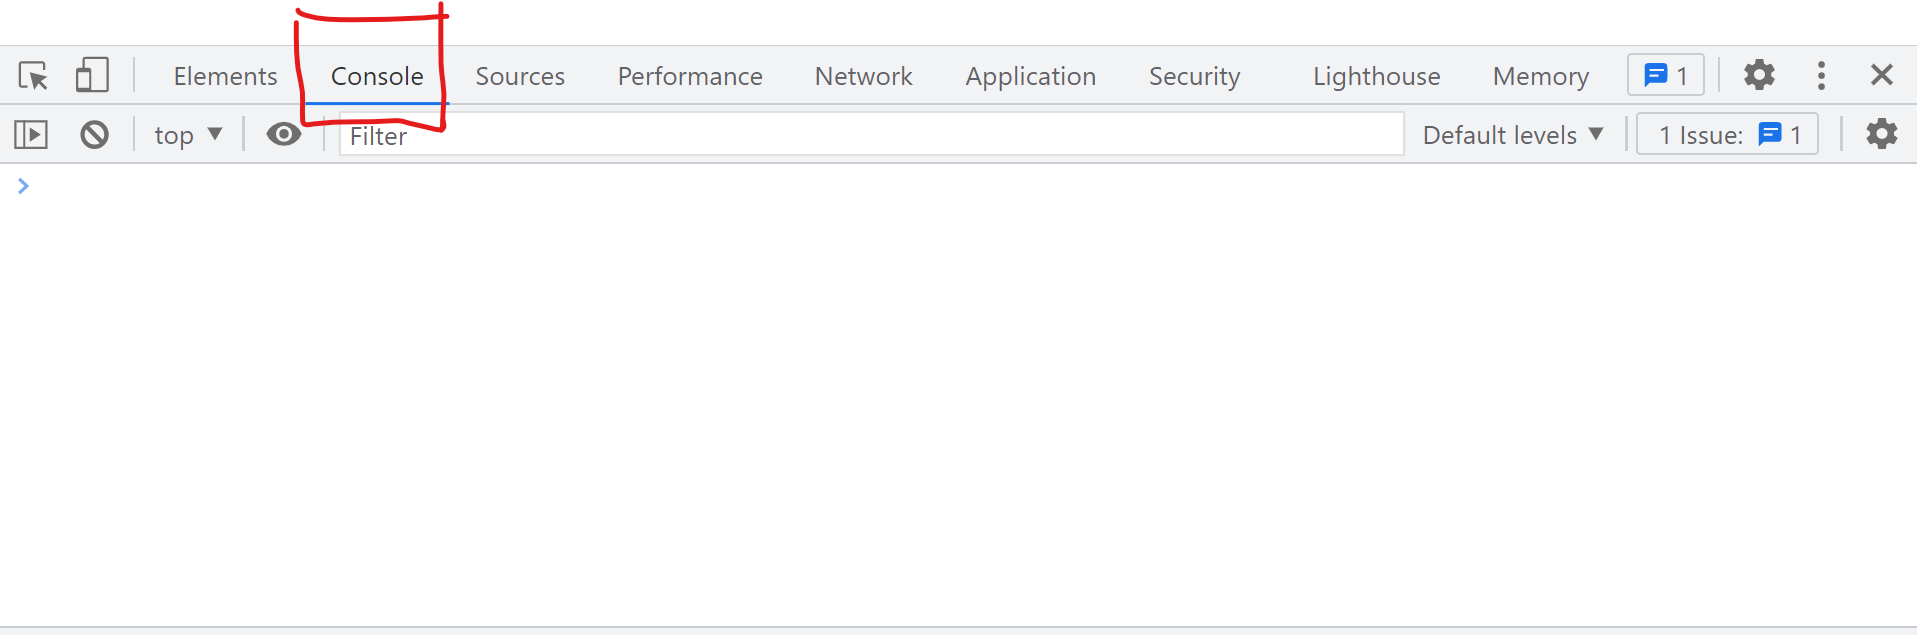 Elements Console Sources Performance Network Application Security Lighthouse Memory 1
top Filter Default levels 1 Issue: 1